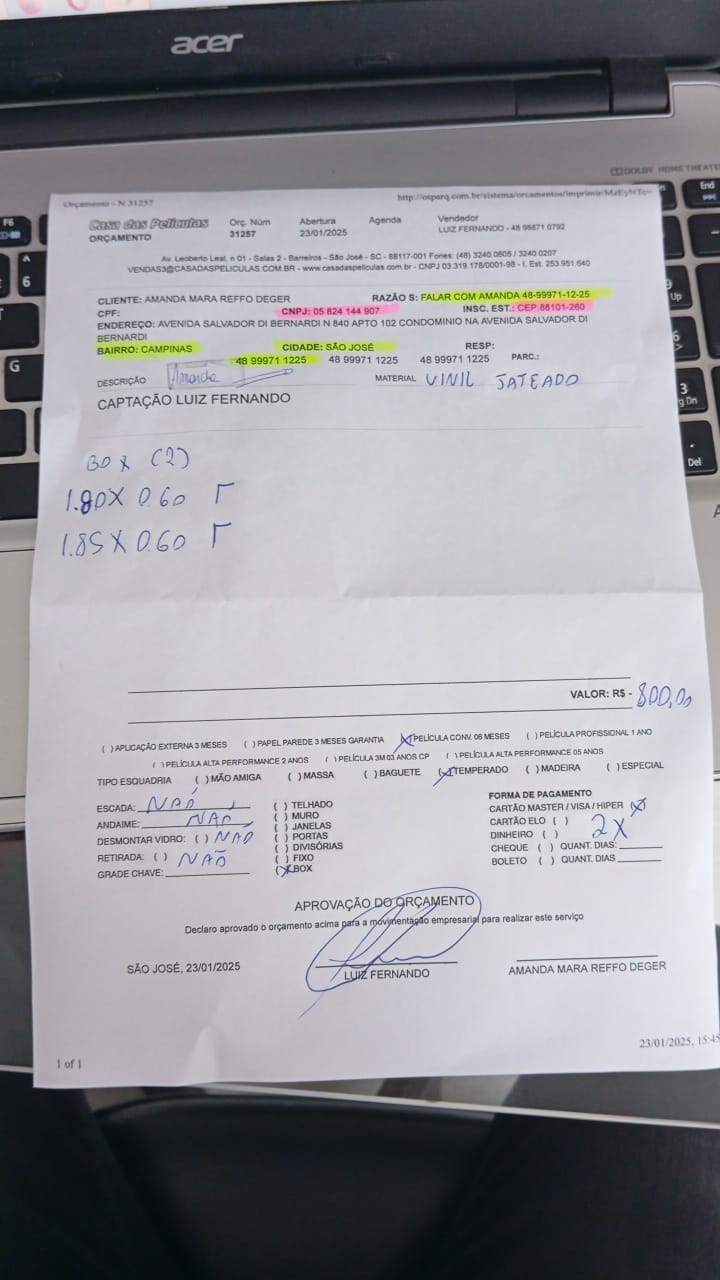 acer
DOLBY HOME THEATER
Orçamento - N 31257
http://osparq.com.br/sistema/orcamentos/imprimir/
Casa das Películas Orç. Núm Abertura Agenda Vendedor
ORÇAMENTO 31257 23/01/2025 LUIZ FERNANDO - 48 98871 0792
Av. Leoberto Leal, n 01 - Salas 2 - Barreiros - São José - SC - 88117-001 Fones: (48) 3240.0605 / 3240.0207
VENDAS3@CASADASPELICULAS.COM.BR - www.casadaspeliculas.com.br - CNPJ 03.319.178/0001-98 - I. Est. 253.951.640
CLIENTE: AMANDA MARA REFFO DEGER RAZÃO S: FALAR COM AMANDA 48-99971-12-25
CPF: CNPJ: 05 824 144 907 INSC. EST.: CEP:88101-260
ENDEREÇO: AVENIDA SALVADOR DI BERNARDI N 840 APTO 102 CONDOMINIO NA AVENIDA SALVADOR DI
BERNARDI
BAIRRO: CAMPINAS CIDADE: SÃO JOSÉ RESP:
48 99971 1225 48 99971 1225 48 99971 1225 PARC.:
DESCRIÇÃO Amanda MATERIAL VINIL JATEADO
CAPTAÇÃO LUIZ FERNANDO
BOX (2)
1.80X 0.60
1.85X 0.60
VALOR: R$ - 800,00
( )APLICAÇÃO EXTERNA 3 MESES ( )PAPEL PAREDE 3 MESES GARANTIA (X)PELÍCULA CONV. 06 MESES ( )PELÍCULA PROFISSIONAL 1 ANO
( )PELÍCULA ALTA PERFORMANCE 2 ANOS ( )PELÍCULA 3M 03 ANOS CP ( )PELÍCULA ALTA PERFORMANCE 05 ANOS
TIPO ESQUADRIA ( )MÃO AMIGA ( )MASSA ( )BAGUETE (X)TEMPERADO ( )MADEIRA ( )ESPECIAL
ESCADA: NÃO ( ) TELHADO FORMA DE PAGAMENTO
ANDAIME: NÃO ( ) MURO CARTÃO MASTER / VISA / HIPER (X)
DESMONTAR VIDRO: ( ) NÃO ( ) JANELAS CARTÃO ELO ( ) 2X
RETIRADA: ( ) NÃO ( ) PORTAS DINHEIRO ( )
GRADE CHAVE: ( ) DIVISÓRIAS CHEQUE ( ) QUANT. DIAS:
( ) FIXO BOLETO ( ) QUANT. DIAS
(X)BOX
APROVAÇÃO DO ORÇAMENTO
Declaro aprovado o orçamento acima para a movimentação empresarial para realizar este serviço
SÃO JOSÉ, 23/01/2025 LUIZ FERNANDO AMANDA MARA REFFO DEGER
23/01/2025, 15:45
1 of 1
F6
6
G
End
Up
6
3
Dn
Del